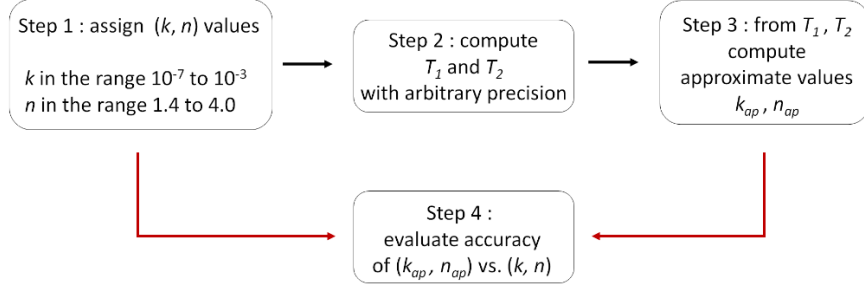 Step 1 : assign (k, n) values
k in the range 10⁻⁷ to 10⁻³
n in the range 1.4 to 4.0
Step 2 : compute
T₁ and T₂
with arbitrary precision
Step 3 : from T₁ , T₂
compute
approximate values
kₐₚ , nₐₚ
Step 4 :
evaluate accuracy
of (kₐₚ , nₐₚ) vs. (k, n)